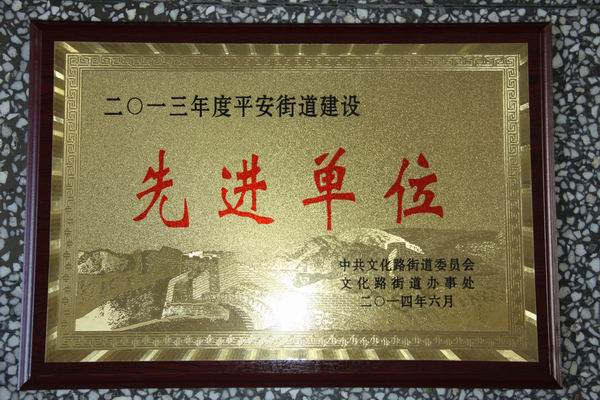 二〇一三年度平安街道建设
先进单位
中共文化路街道委员会
文化路街道办事处
二〇一四年六月